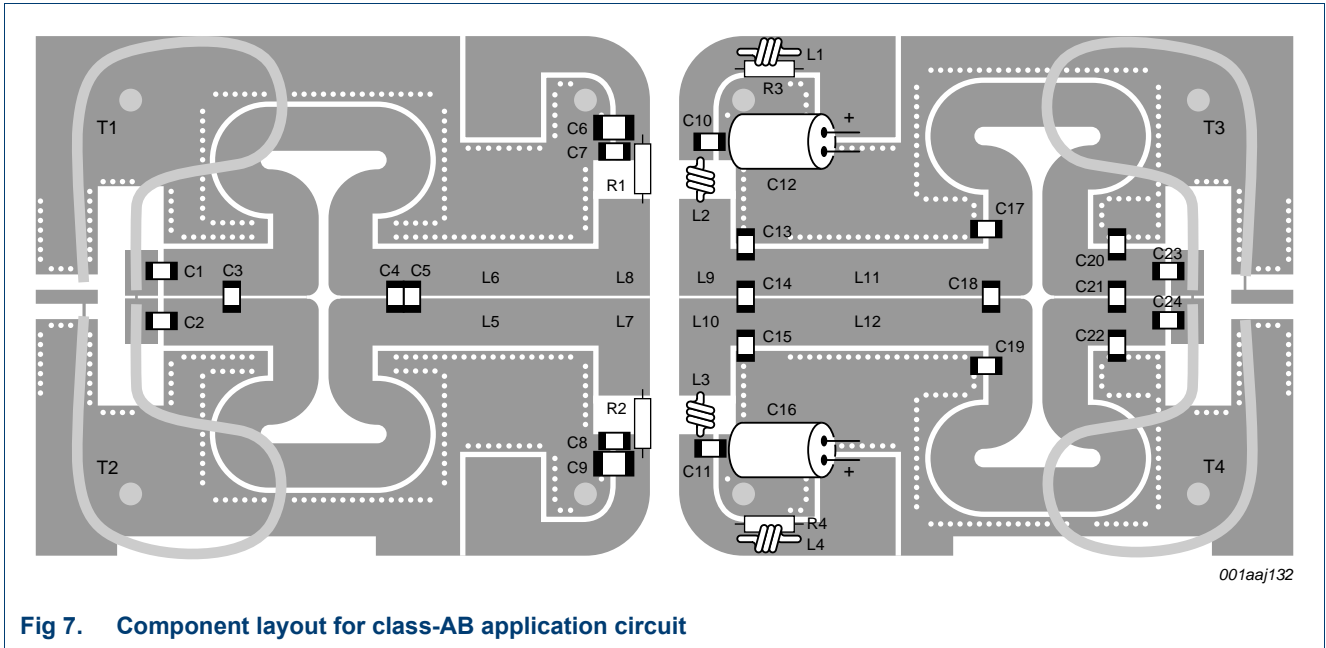 L1
R3
T1
T3
C6
C10
+
C7
C12
R1
L2
C17
C13
C20
C23
C1
C3
C4 C5
L6
L8
L9
L11
C14
C18
C21
C24
C2
L5
L7
L10
L12
C15
C22
C19
L3
R2
C16
C8
C9
C11
+
T2
T4
R4
L4
001aaj132
Fig 7. Component layout for class-AB application circuit